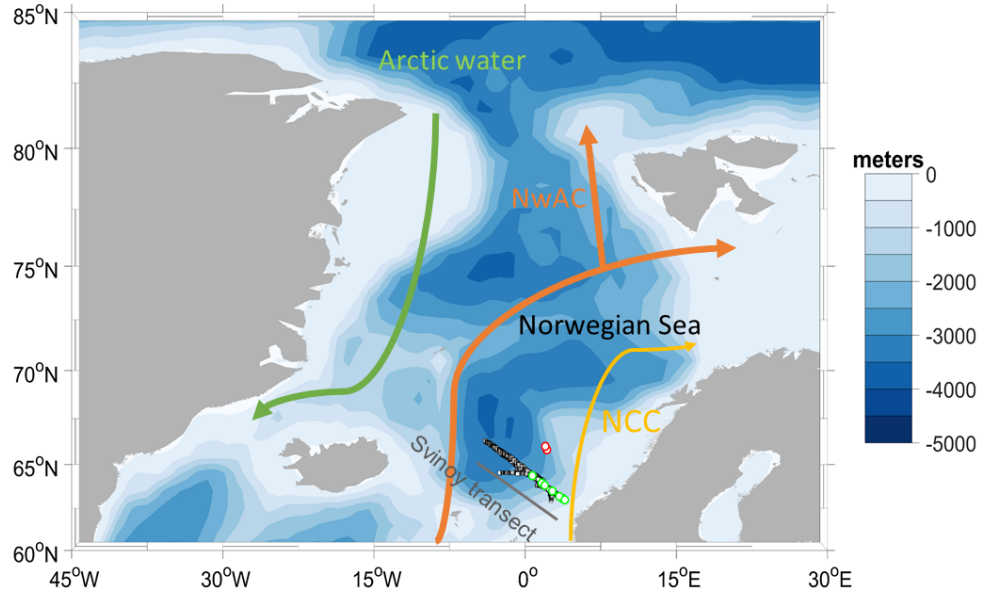 85°N
Arctic water
80°N
meters
0
NwAC
-1000
75°N
-2000
Norwegian Sea
-3000
70°N
-4000
NCC
-5000
65°N
Svinoy transect
60°N
45°W 30°W 15°W 0° 15°E 30°E